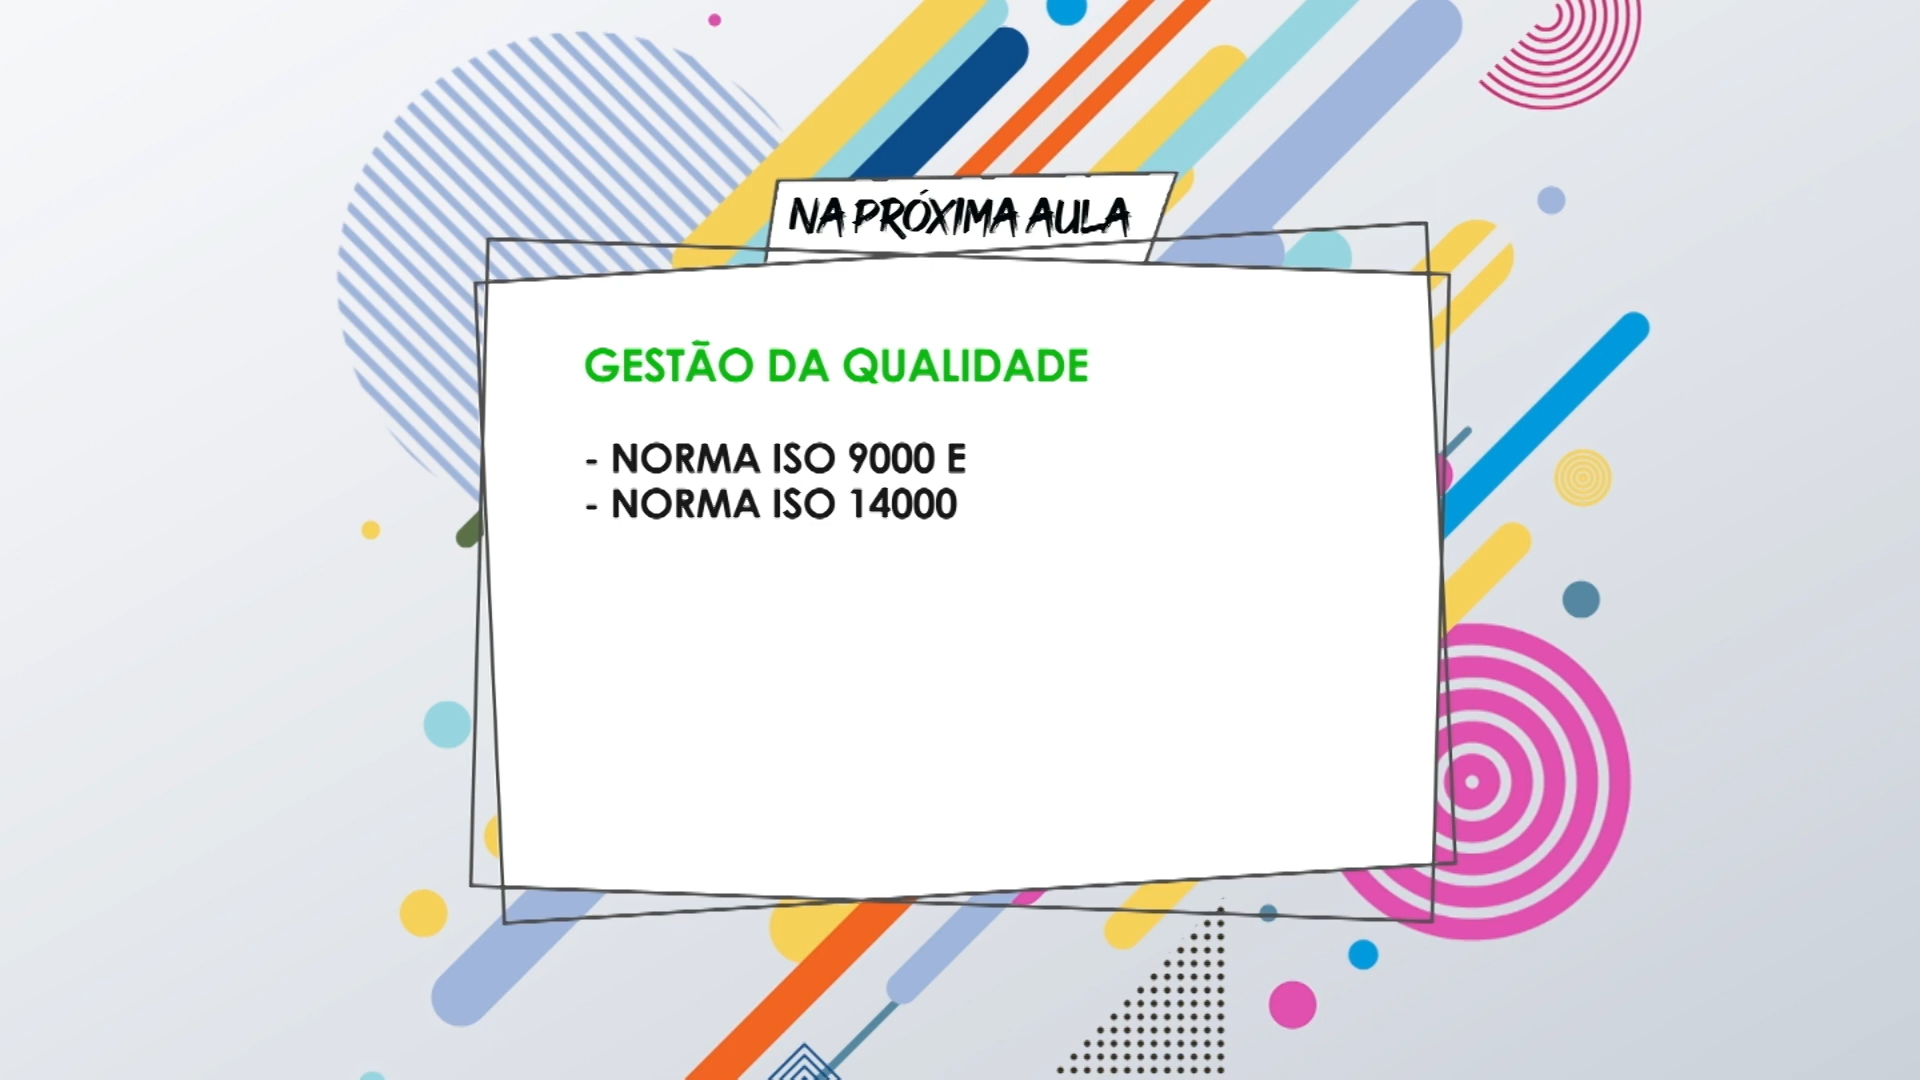 NA PRÓXIMA AULA
GESTÃO DA QUALIDADE
- NORMA ISO 9000 E
- NORMA ISO 14000